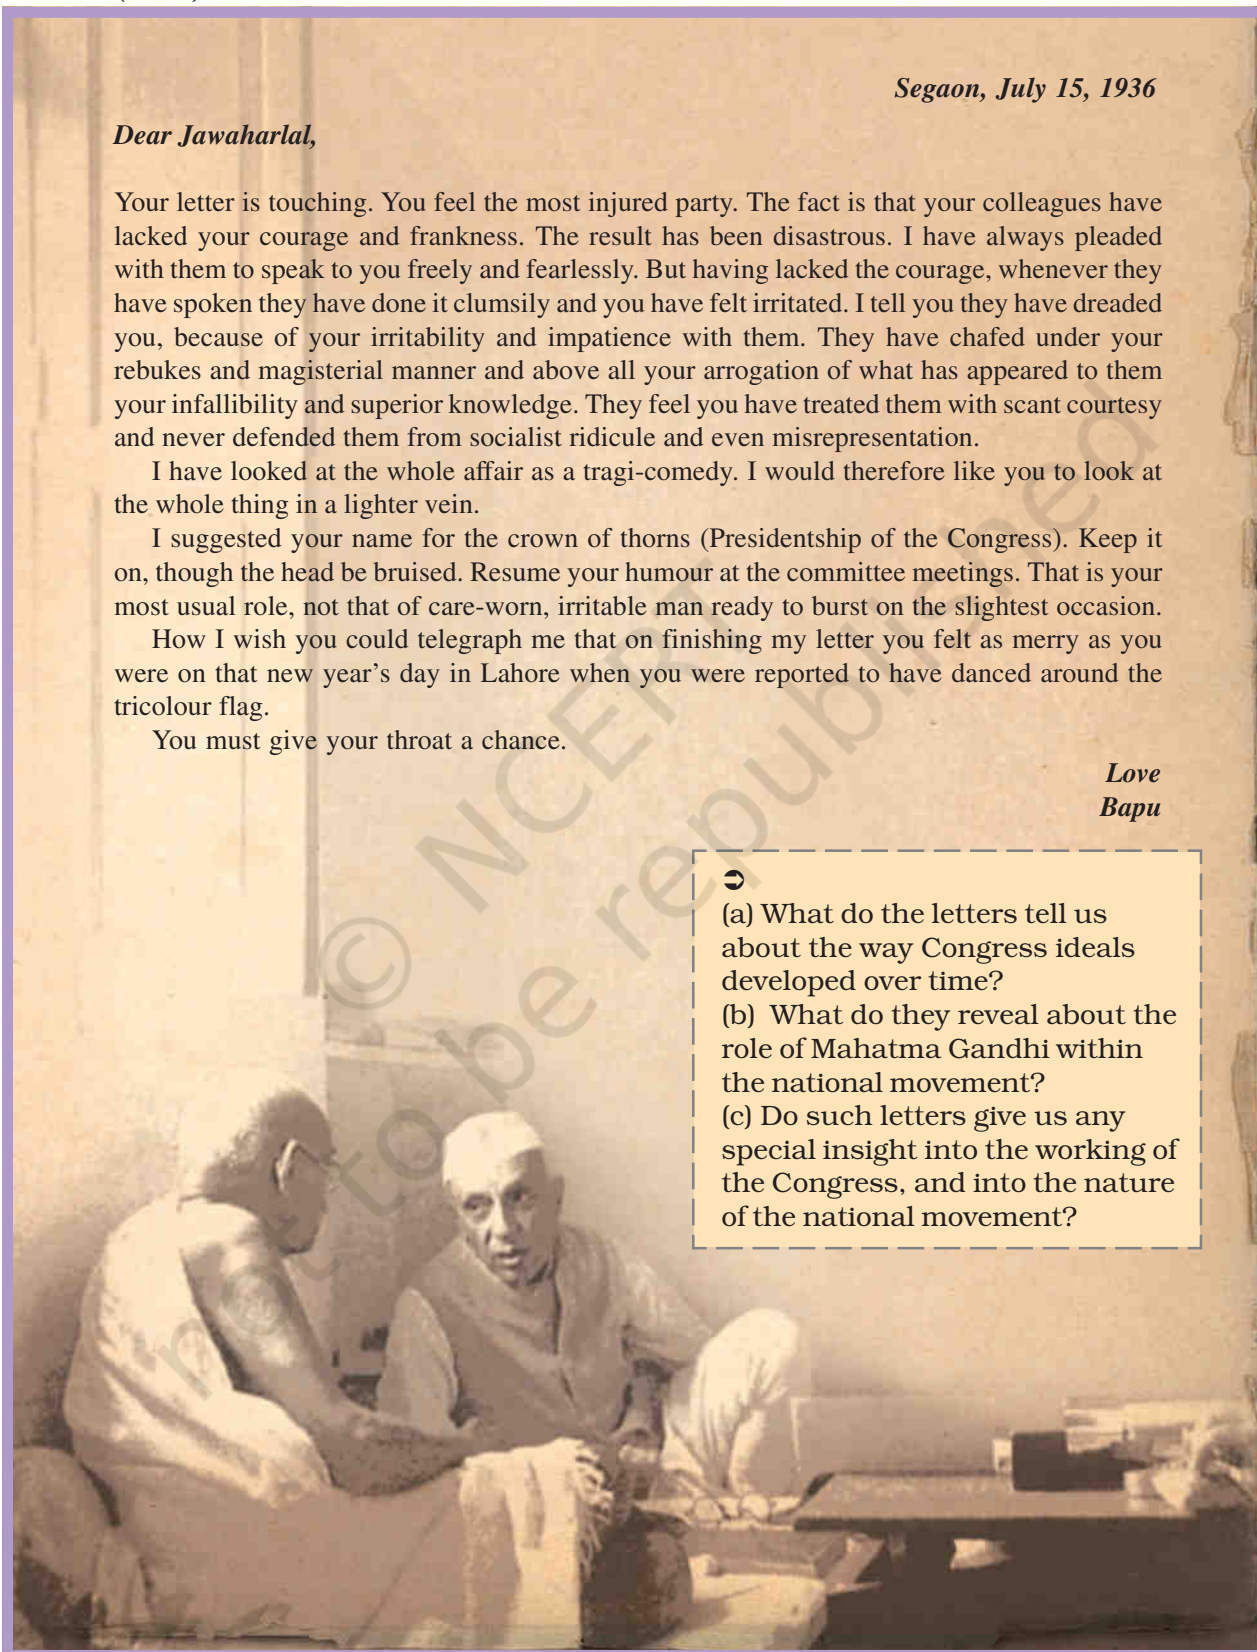 Segaon, July 15, 1936
Dear Jawaharlal,
Your letter is touching. You feel the most injured party. The fact is that your colleagues have
lacked your courage and frankness. The result has been disastrous. I have always pleaded
with them to speak to you freely and fearlessly. But having lacked the courage, whenever they
have spoken they have done it clumsily and you have felt irritated. I tell you they have dreaded
you, because of your irritability and impatience with them. They have chafed under your
rebukes and magisterial manner and above all your arrogation of what has appeared to them
your infallibility and superior knowledge. They feel you have treated them with scant courtesy
and never defended them from socialist ridicule and even misrepresentation.
I have looked at the whole affair as a tragi-comedy. I would therefore like you to look at
the whole thing in a lighter vein.
I suggested your name for the crown of thorns (Presidentship of the Congress). Keep it
on, though the head be bruised. Resume your humour at the committee meetings. That is your
most usual role, not that of care-worn, irritable man ready to burst on the slightest occasion.
How I wish you could telegraph me that on finishing my letter you felt as merry as you
were on that new year's day in Lahore when you were reported to have danced around the
tricolour flag.
You must give your throat a chance.
Love
Bapu
➲
(a) What do the letters tell us
about the way Congress ideals
developed over time?
(b) What do they reveal about the
role of Mahatma Gandhi within
the national movement?
(c) Do such letters give us any
special insight into the working of
the Congress, and into the nature
of the national movement?
© NCERT
not to be republished